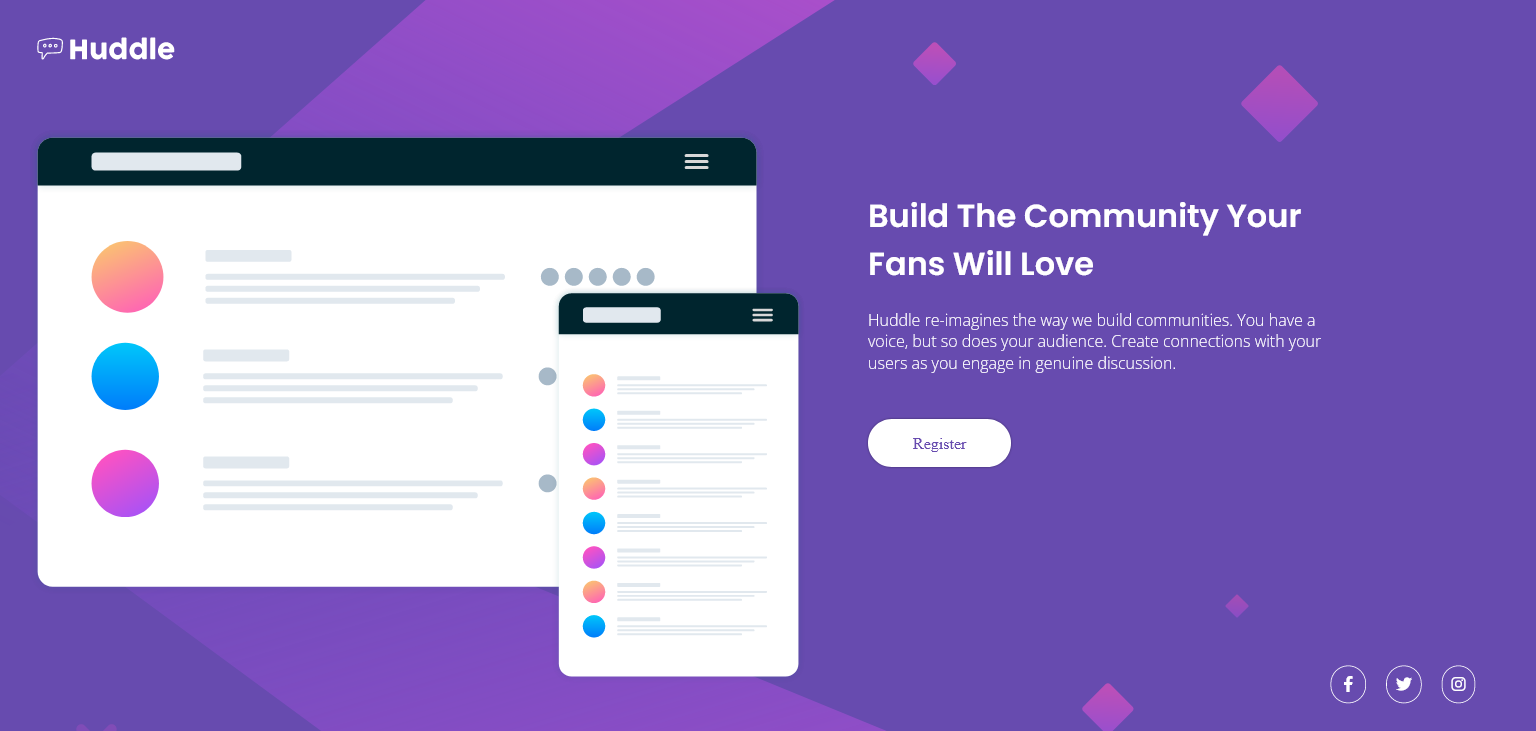 Huddle
Build The Community Your
Fans Will Love
Huddle re-imagines the way we build communities. You have a
voice, but so does your audience. Create connections with your
users as you engage in genuine discussion.
Register